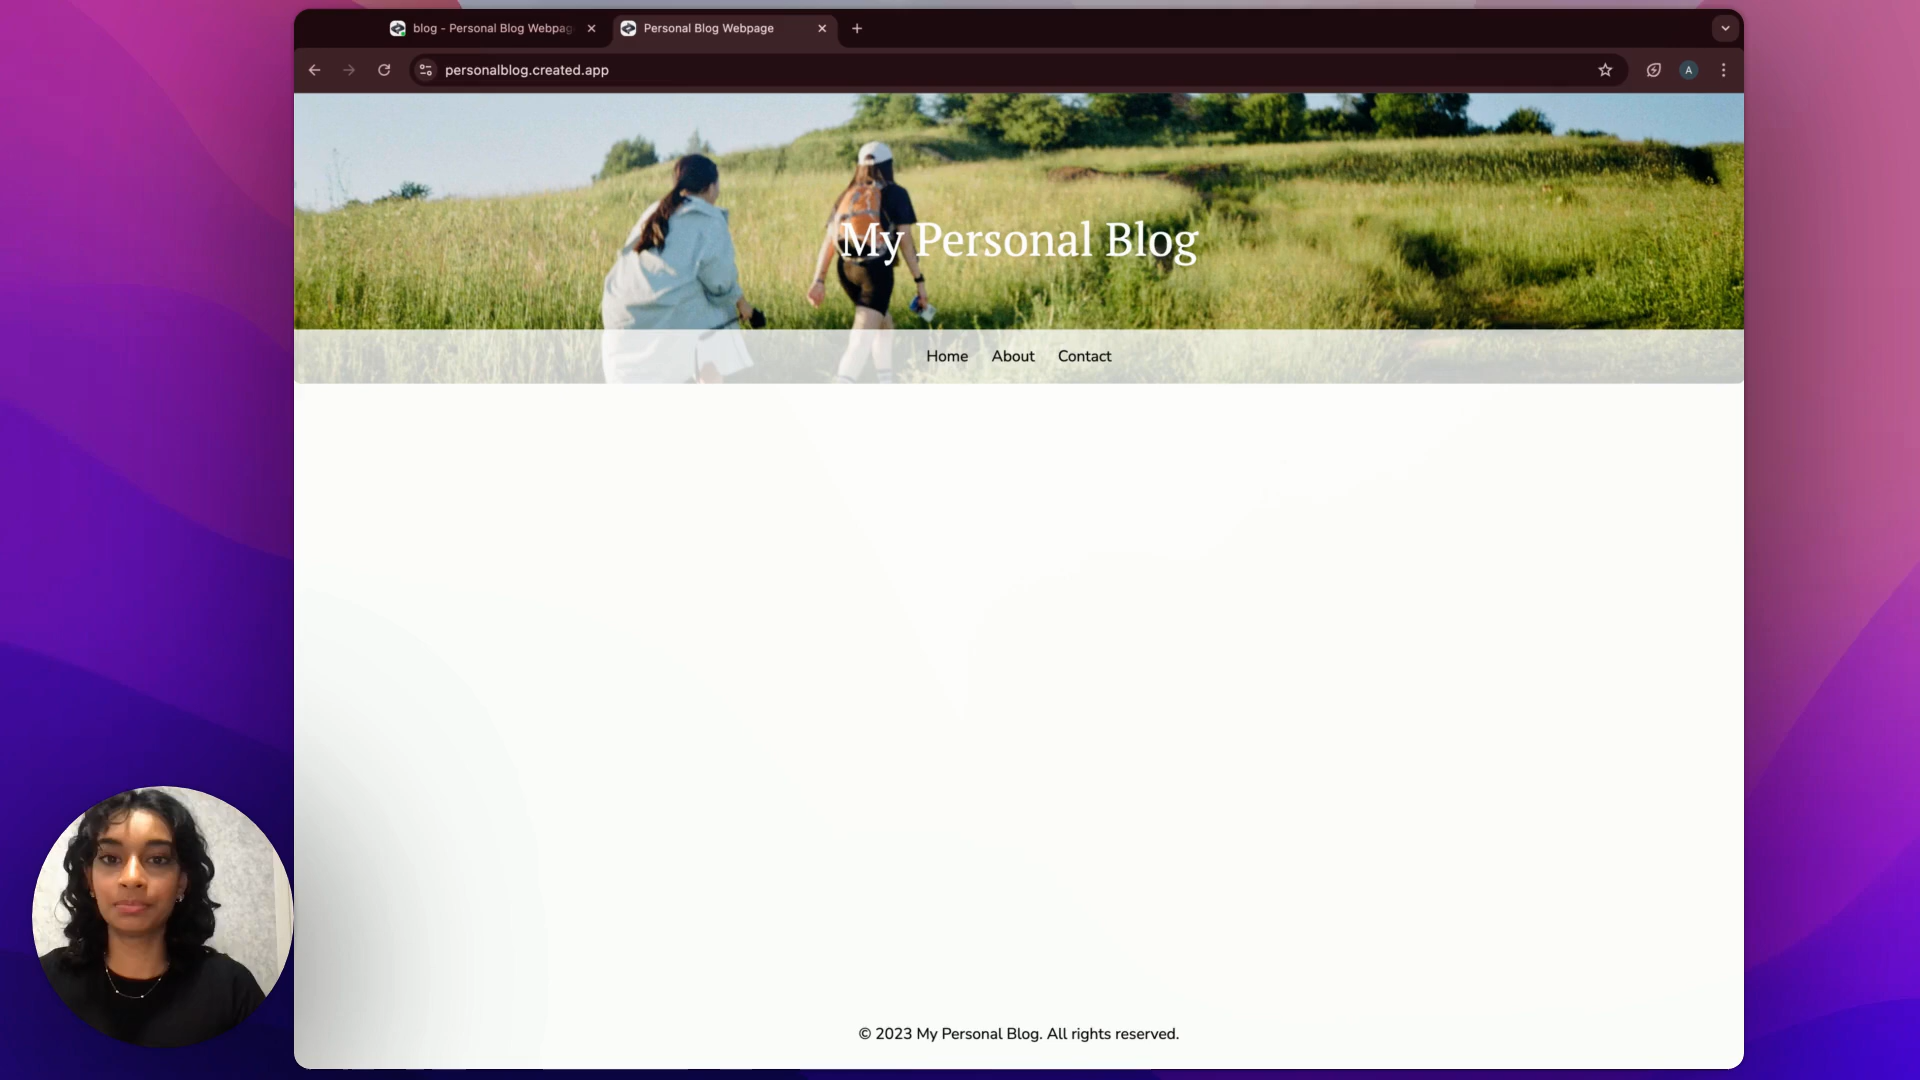 blog - Personal Blog Webpag
Personal Blog Webpage
personalblog.created.app
A
My Personal Blog
Home About Contact
© 2023 My Personal Blog. All rights reserved.